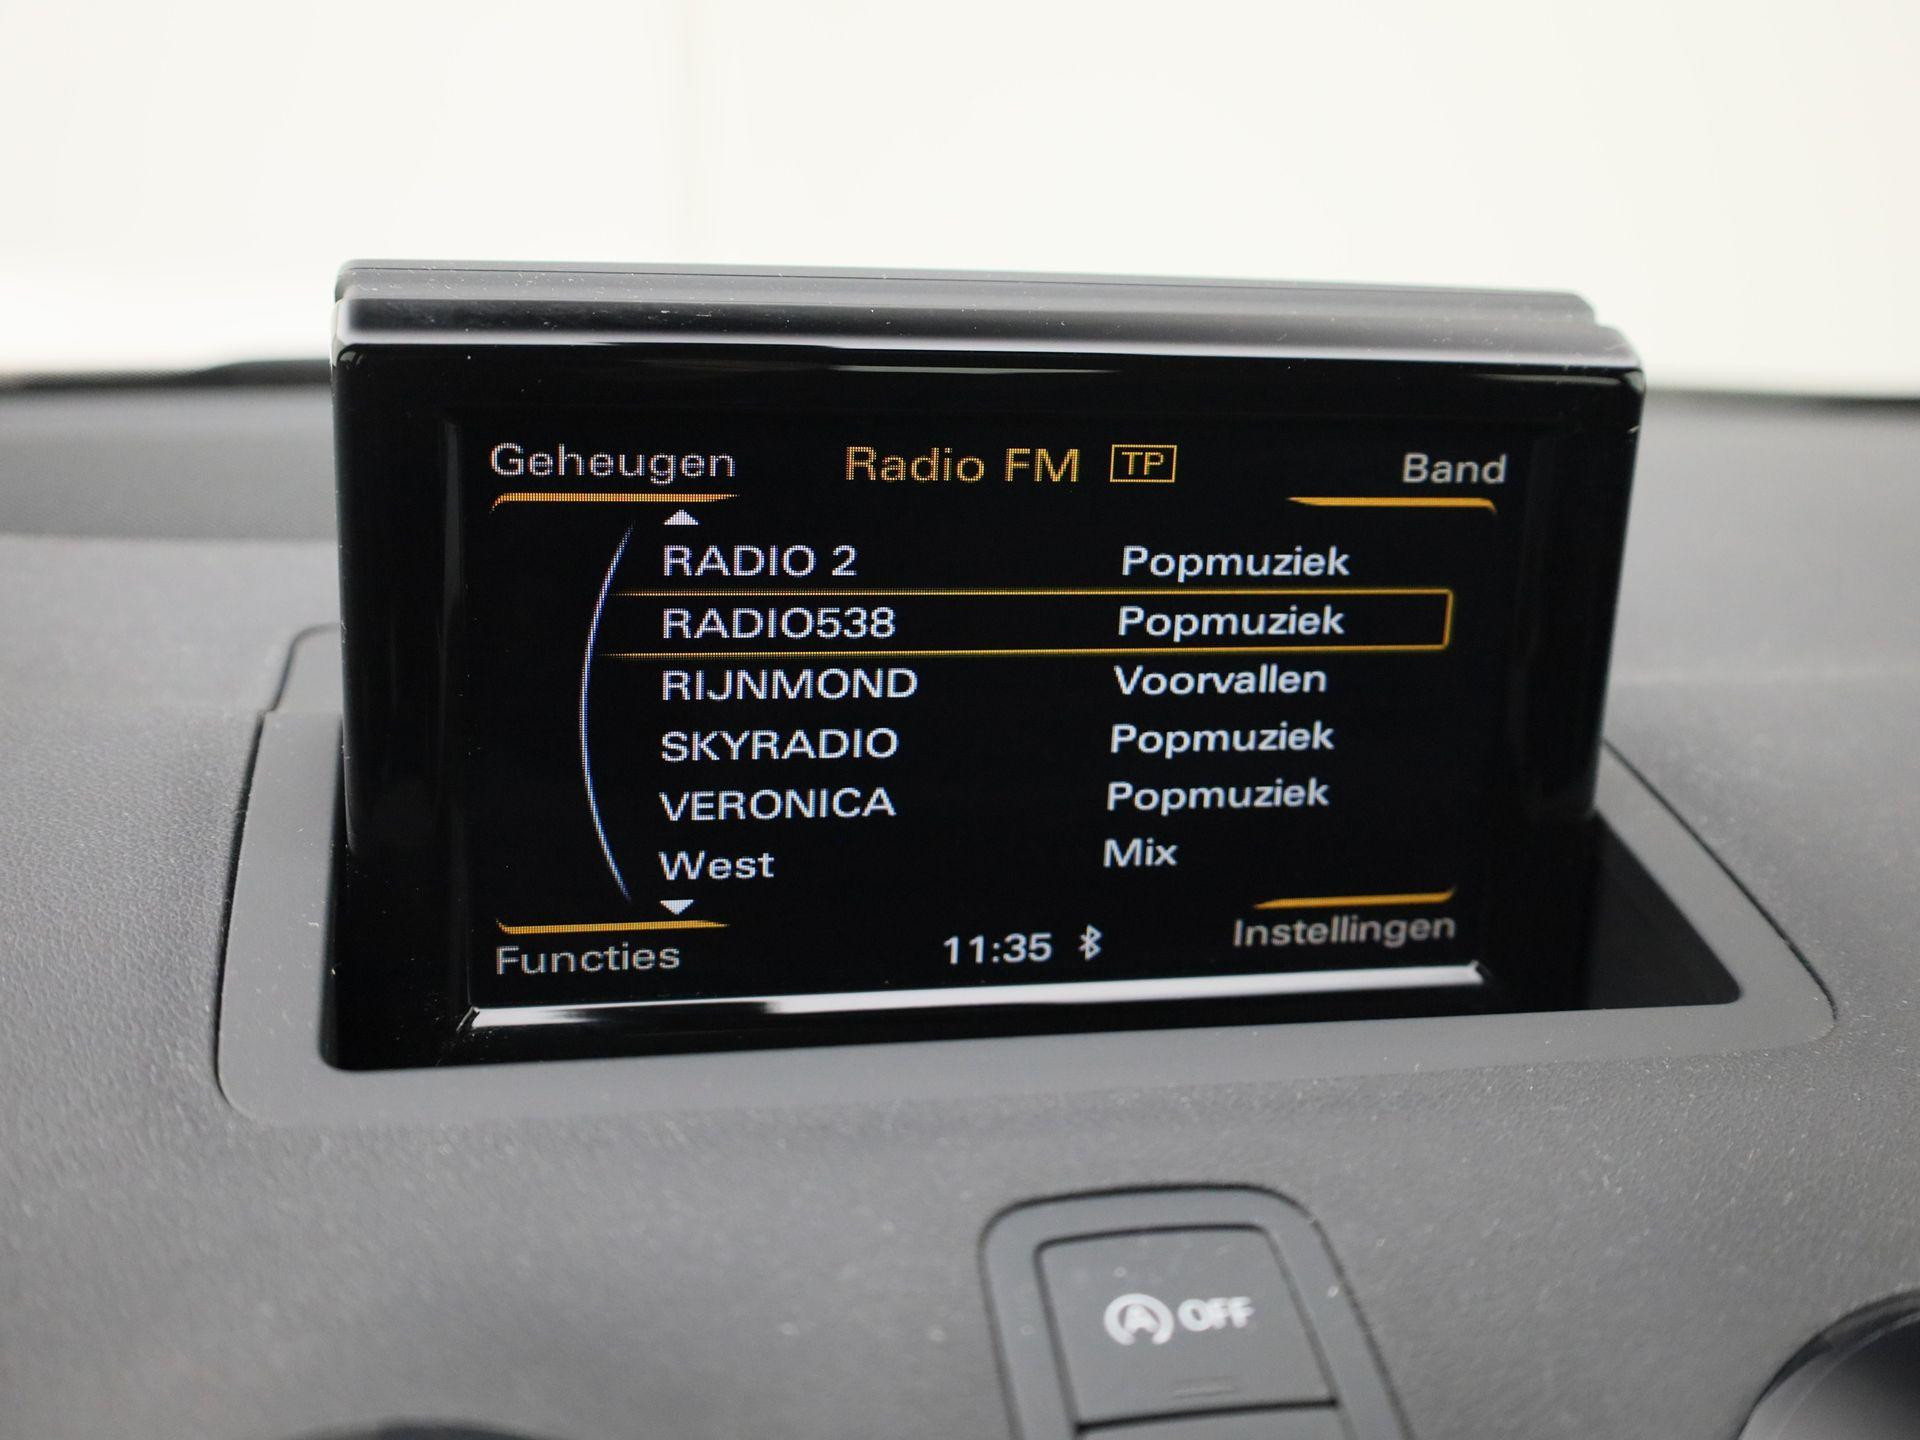 Geheugen Radio FM TP Band
RADIO 2 Popmuziek
RADIO538 Popmuziek
RIJNMOND Voorvallen
SKYRADIO Popmuziek
VERONICA Popmuziek
West Mix
Functies 11:35 Instellingen
A OFF